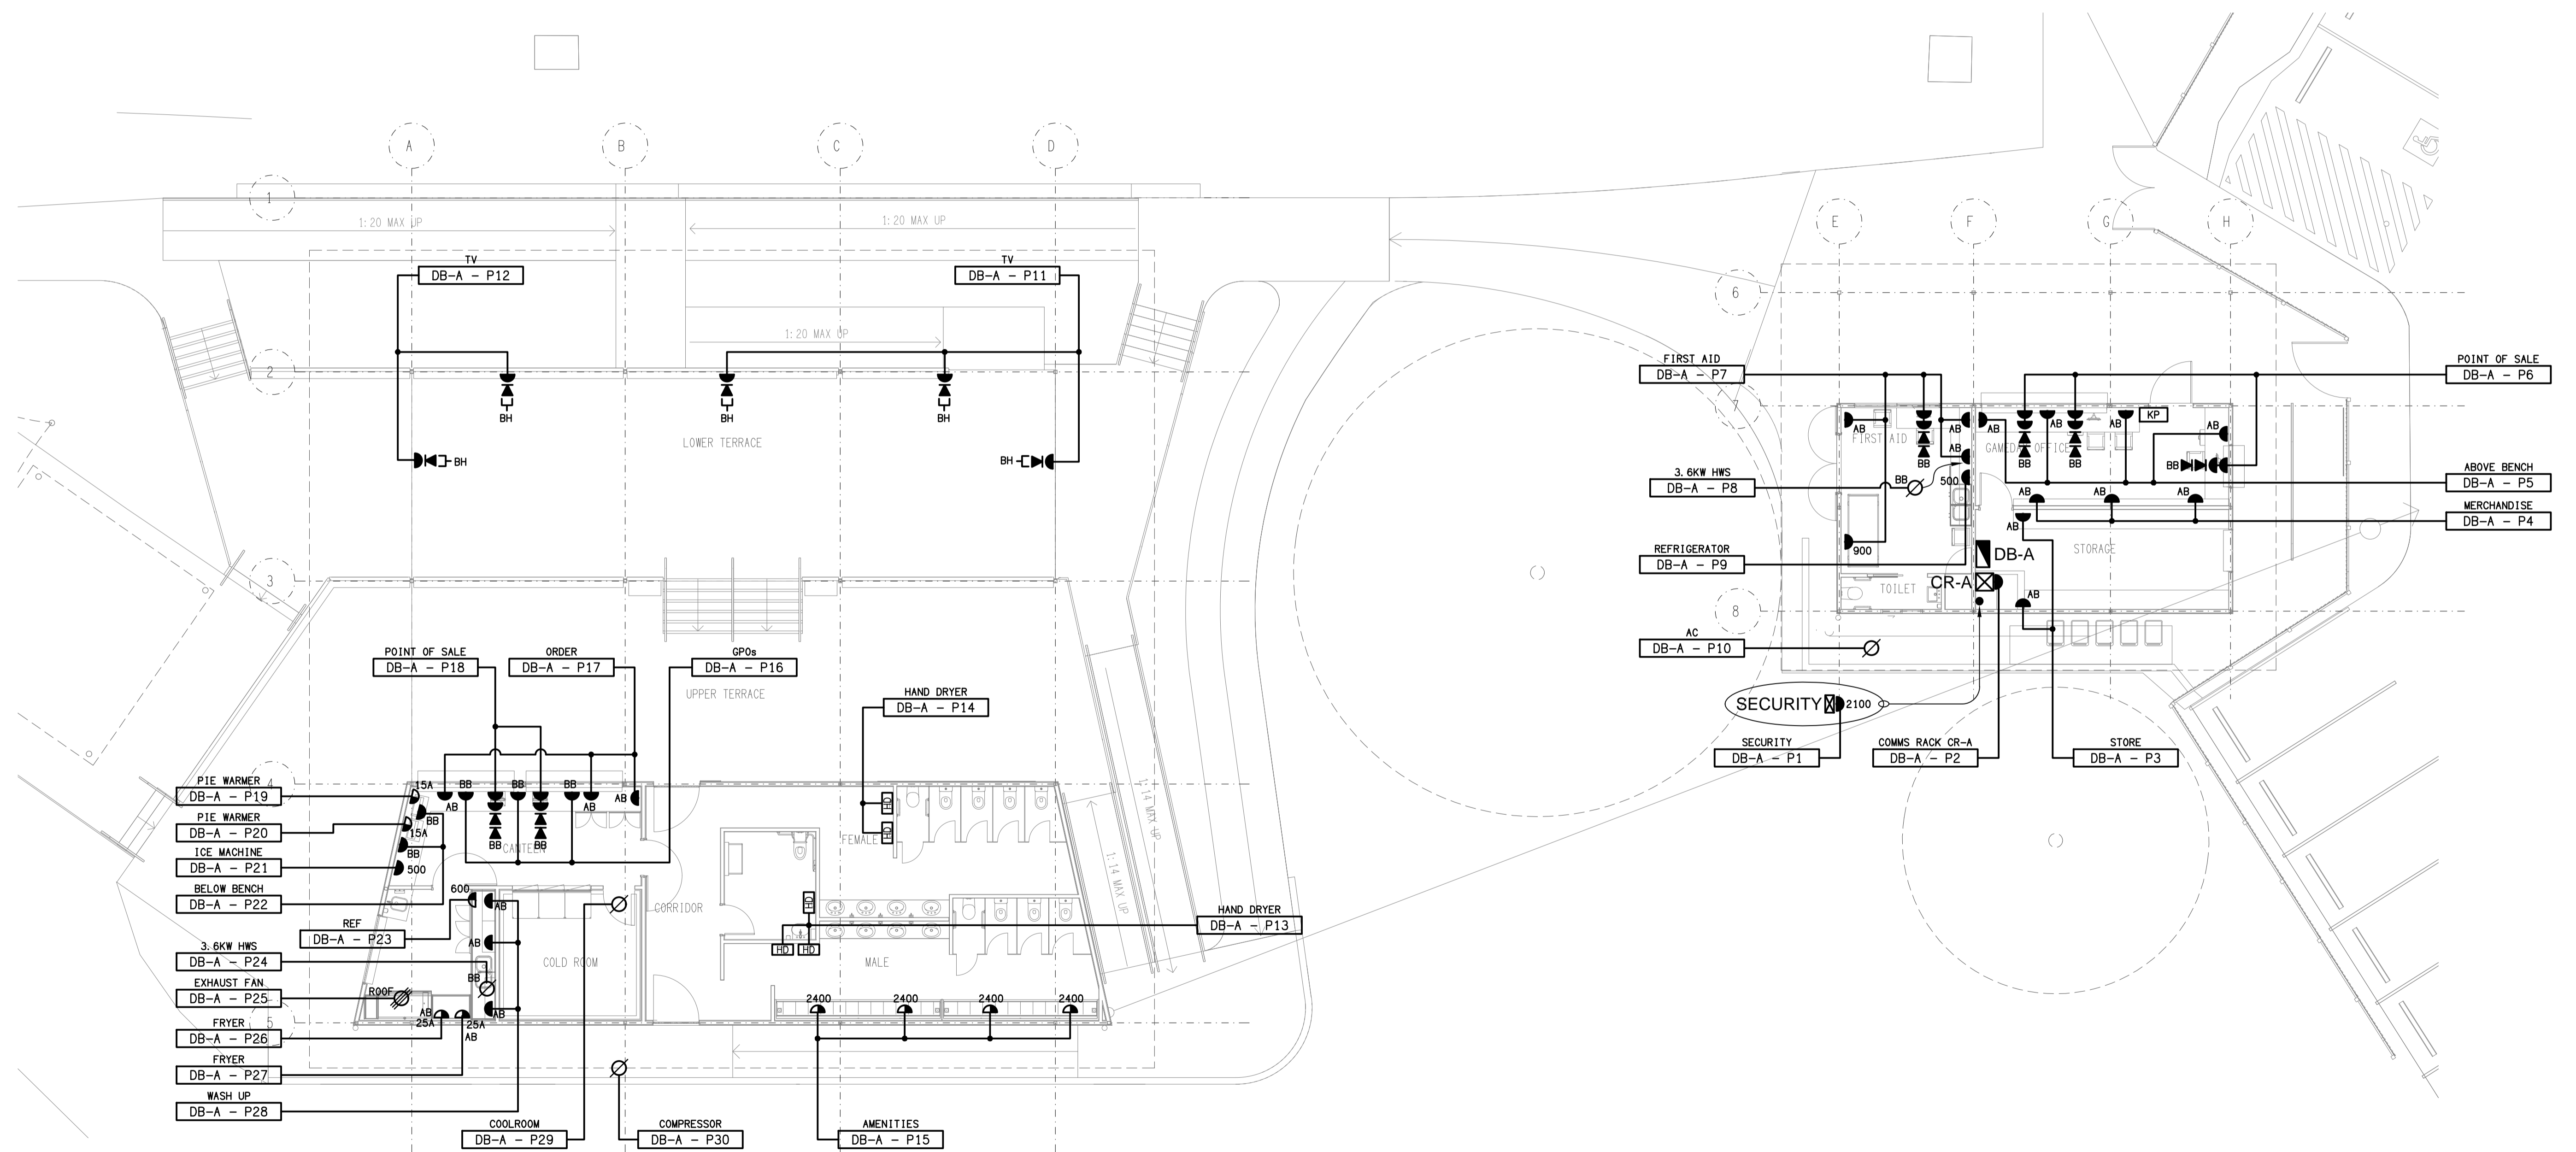 A
B
C
D
1
1:20 MAX UP
1:20 MAX UP
E
F
G
H
TV
DB-A - P12
TV
DB-A - P11
6
1:20 MAX UP
2
FIRST AID
DB-A - P7
POINT OF SALE
DB-A - P6
BH
BH
BH
7
KP
AB
AB
AB
AB
AB
AB
LOWER TERRACE
FIRST AID
GAMEDAY OFFICE
AB
BH
BH
BB
BB
BB
BB
3.6KW HWS
DB-A - P8
BB
500
ABOVE BENCH
DB-A - P5
AB
AB
AB
MERCHANDISE
DB-A - P4
AB
900
REFRIGERATOR
DB-A - P9
DB-A
STORAGE
3
CR-A
TOILET
AB
8
AC
DB-A - P10
POINT OF SALE
DB-A - P18
ORDER
DB-A - P17
GPOs
DB-A - P16
UPPER TERRACE
HAND DRYER
DB-A - P14
SECURITY
2100
SECURITY
DB-A - P1
COMMS RACK CR-A
DB-A - P2
STORE
DB-A - P3
PIE WARMER
DB-A - P19
4
15A
BB
BB
BB
AB
AB
AB
HD
1:14 MAX UP
1:14 MAX UP
PIE WARMER
DB-A - P20
BB
15A
HD
FEMALE
BB
BB
BB
CANTEEN
ICE MACHINE
DB-A - P21
500
BELOW BENCH
DB-A - P22
600
AB
CORRIDOR
HD
REF
DB-A - P23
HAND DRYER
DB-A - P13
AB
HD
HD
3.6KW HWS
DB-A - P24
COLD ROOM
MALE
BB
EXHAUST FAN
DB-A - P25
ROOF
2400
2400
2400
2400
AB
25A
25A
AB
AB
5
FRYER
DB-A - P26
FRYER
DB-A - P27
WASH UP
DB-A - P28
COOLROOM
DB-A - P29
COMPRESSOR
DB-A - P30
AMENITIES
DB-A - P15